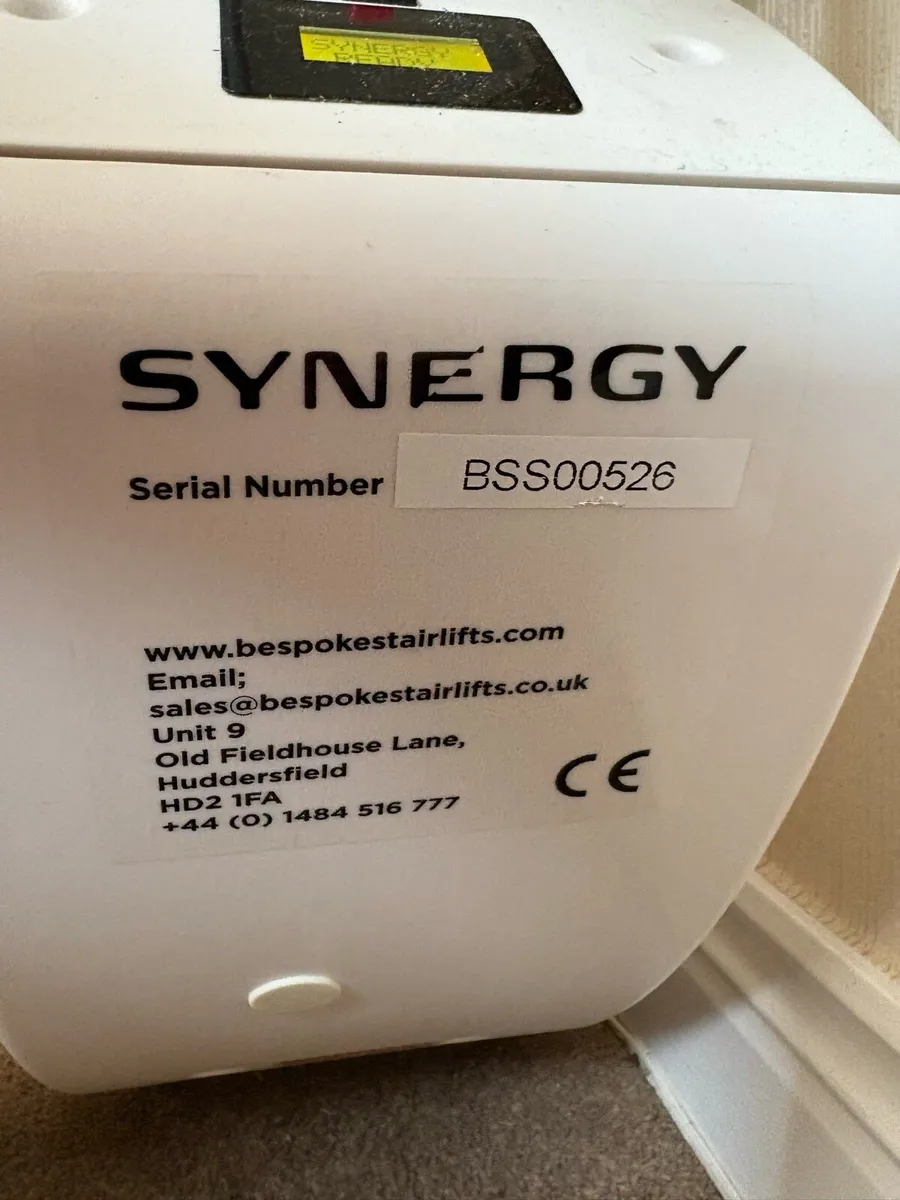 SYNERGY
READY
SYNERGY
Serial Number BSS00526
www.bespokestairlifts.com
Email;
sales@bespokestairlifts.co.uk
Unit 9
Old Fieldhouse Lane,
Huddersfield
HD2 1FA
+44 (0) 1484 516 777
CE